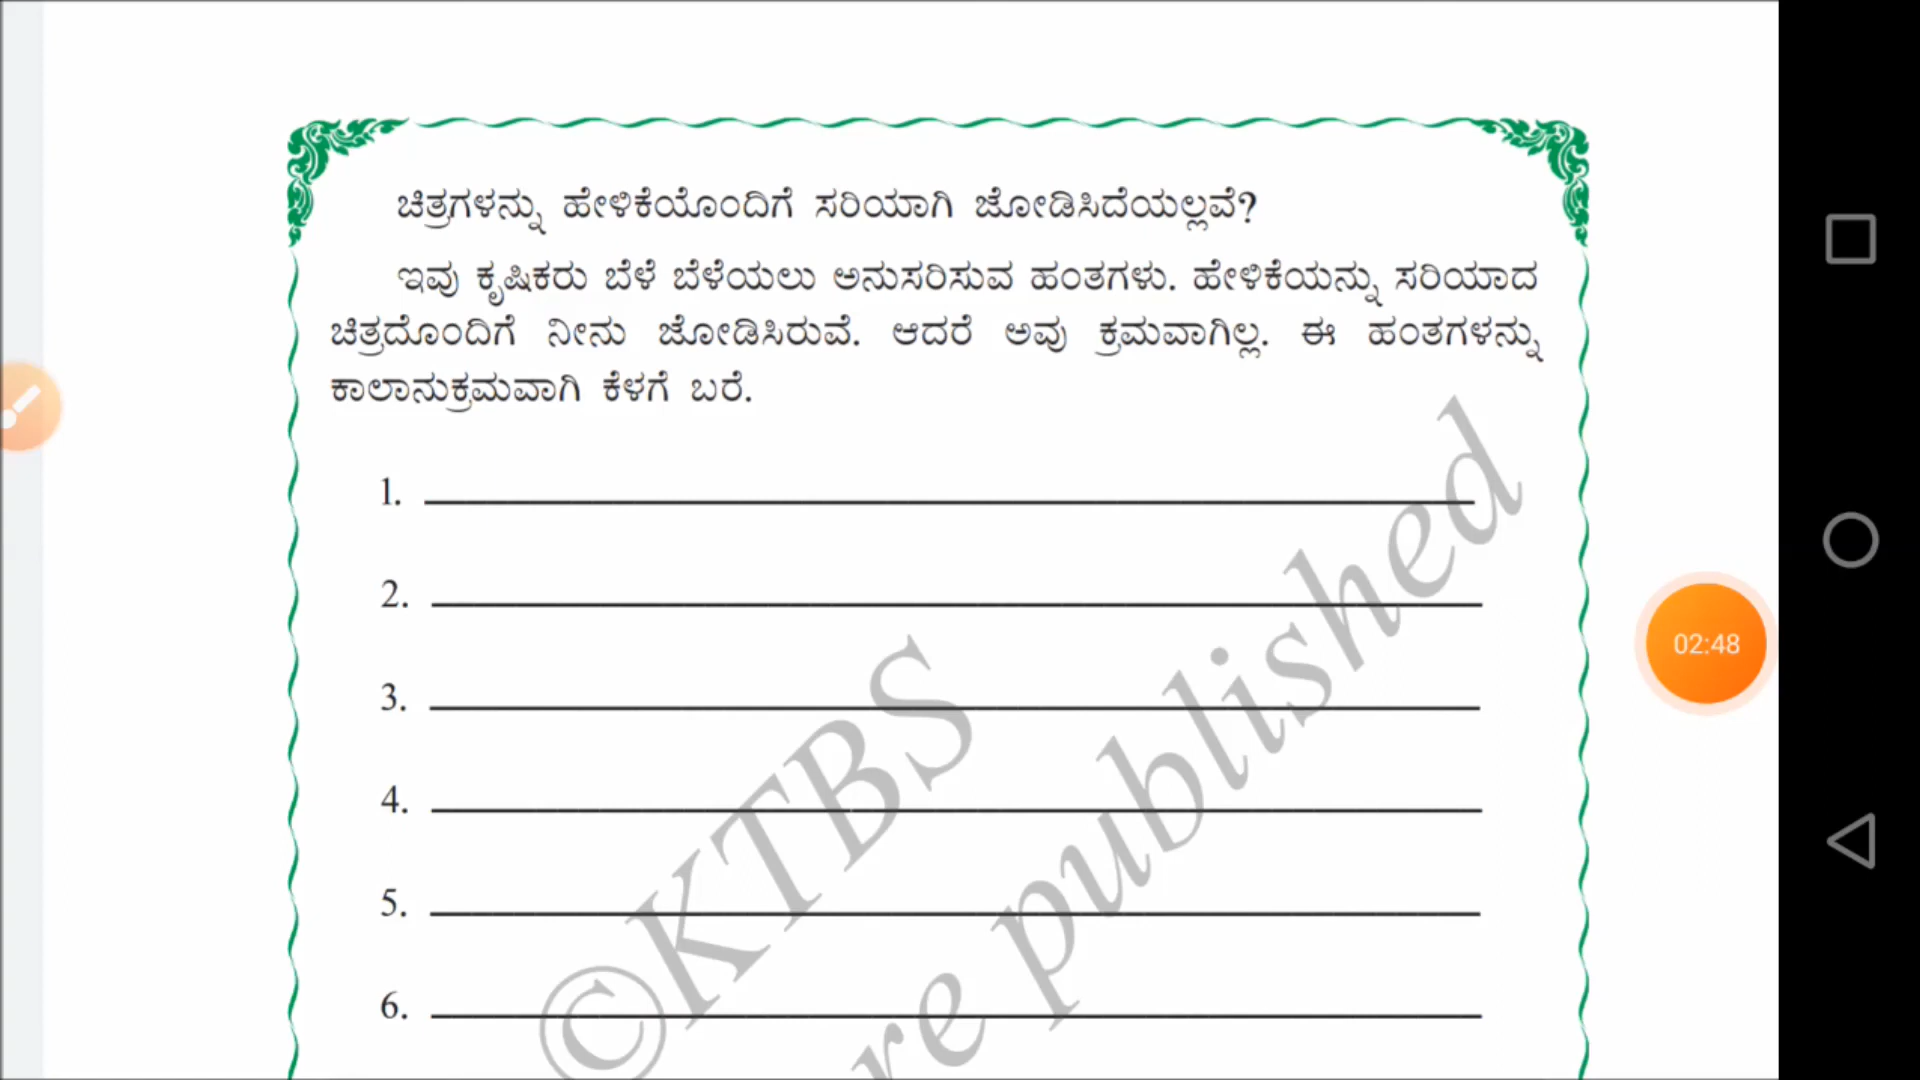 ಚಿತ್ರಗಳನ್ನು ಹೇಳಿಕೆಯೊಂದಿಗೆ ಸರಿಯಾಗಿ ಜೋಡಿಸಿದೆಯಲ್ಲವೆ?
ಇವು ಕೃಷಿಕರು ಬೆಳೆ ಬೆಳೆಯಲು ಅನುಸರಿಸುವ ಹಂತಗಳು. ಹೇಳಿಕೆಯನ್ನು ಸರಿಯಾದ
ಚಿತ್ರದೊಂದಿಗೆ ನೀನು ಜೋಡಿಸಿರುವೆ. ಆದರೆ ಅವು ಕ್ರಮವಾಗಿಲ್ಲ. ಈ ಹಂತಗಳನ್ನು
ಕಾಲಾನುಕ್ರಮವಾಗಿ ಕೆಳಗೆ ಬರೆ.
1.
2.
3.
4.
5.
6.
©KTBS
re published
02:48